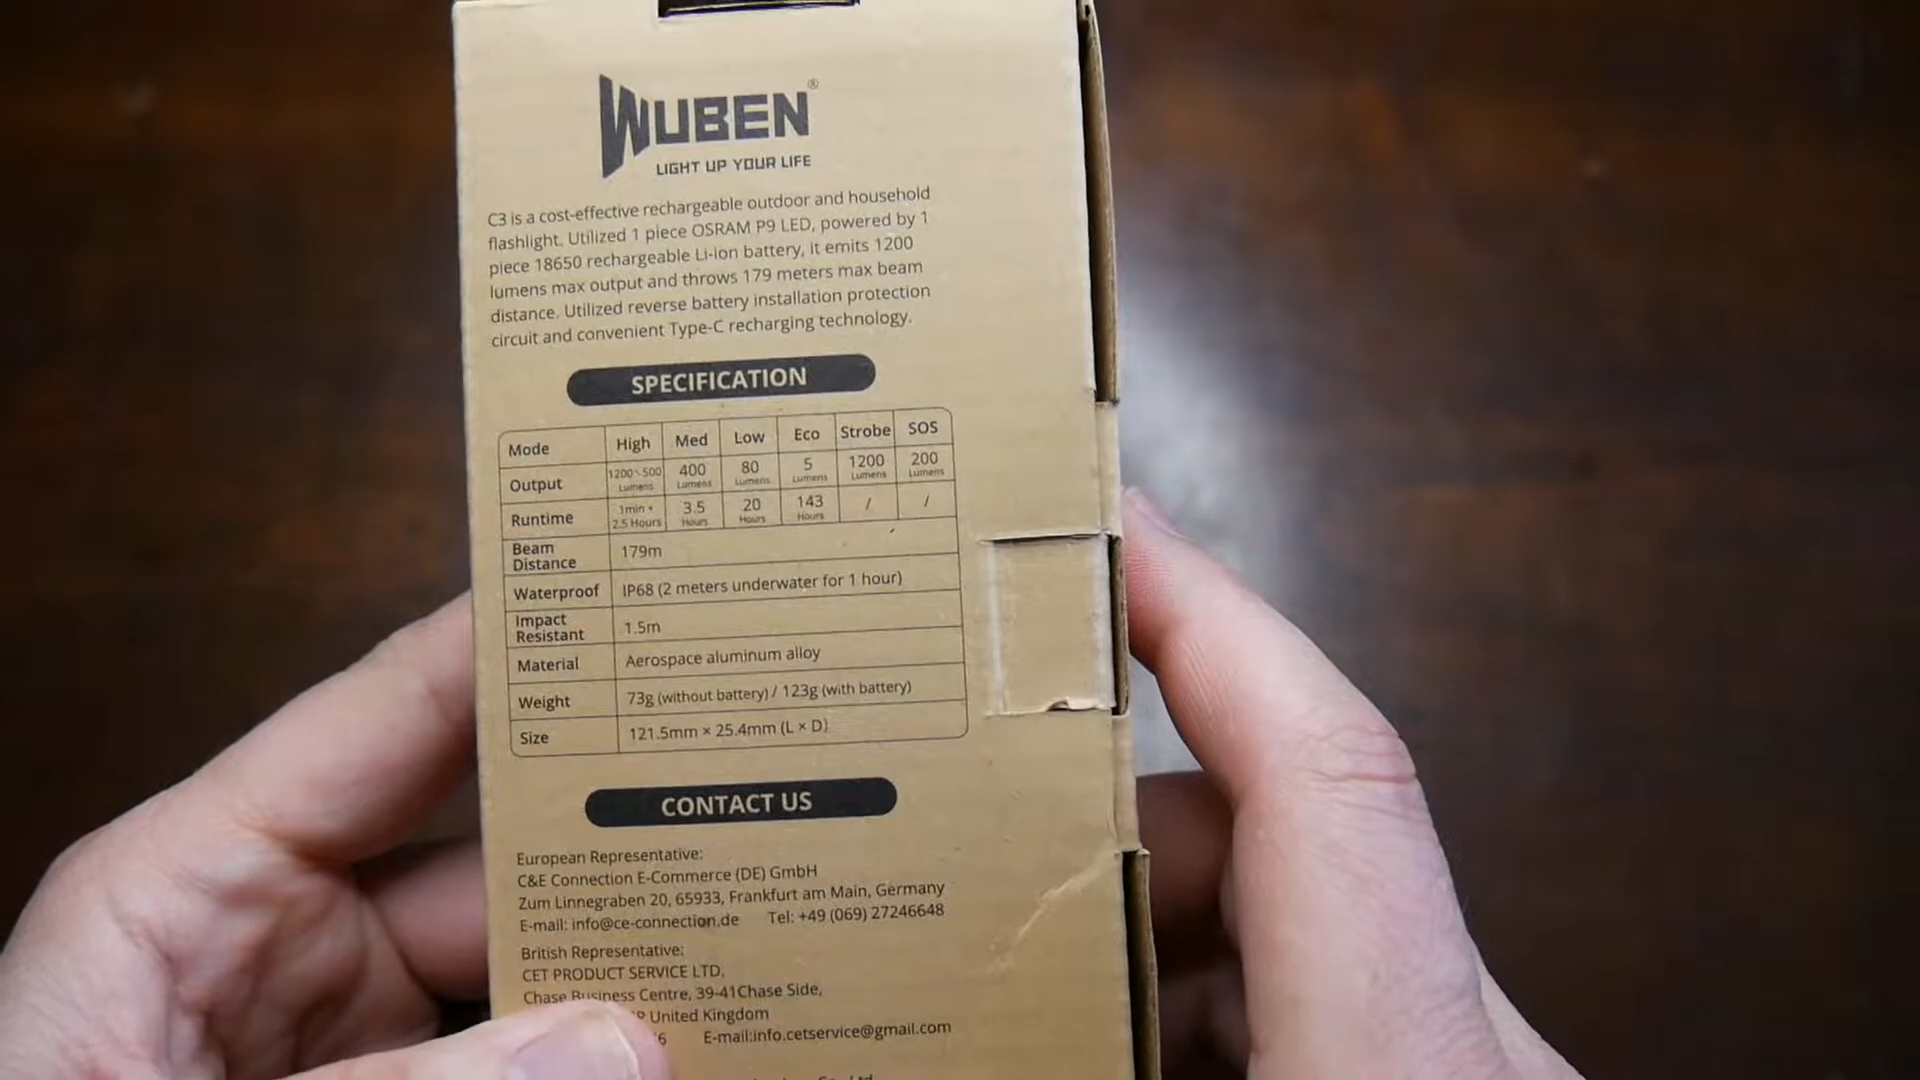 WUBEN®
LIGHT UP YOUR LIFE
C3 is a cost-effective rechargeable outdoor and household
flashlight. Utilized 1 piece OSRAM P9 LED, powered by 1
piece 18650 rechargeable Li-ion battery, it emits 1200
lumens max output and throws 179 meters max beam
distance. Utilized reverse battery installation protection
circuit and convenient Type-C recharging technology.
SPECIFICATION
Mode High Med Low Eco Strobe SOS
Output 1200~500 Lumens 400 Lumens 80 Lumens 5 Lumens 1200 Lumens 200 Lumens
Runtime 1min + 2.5 Hours 3.5 Hours 20 Hours 143 Hours / /
Beam Distance 179m
Waterproof IP68 (2 meters underwater for 1 hour)
Impact Resistant 1.5m
Material Aerospace aluminum alloy
Weight 73g (without battery) / 123g (with battery)
Size 121.5mm × 25.4mm (L × D)
CONTACT US
European Representative:
C&E Connection E-Commerce (DE) GmbH
Zum Linnegraben 20, 65933, Frankfurt am Main, Germany
E-mail: info@ce-connection.de Tel: +49 (069) 27246648
British Representative:
CET PRODUCT SERVICE LTD.
Chase Business Centre, 39-41Chase Side,
United Kingdom
6 E-mail:info.cetservice@gmail.com